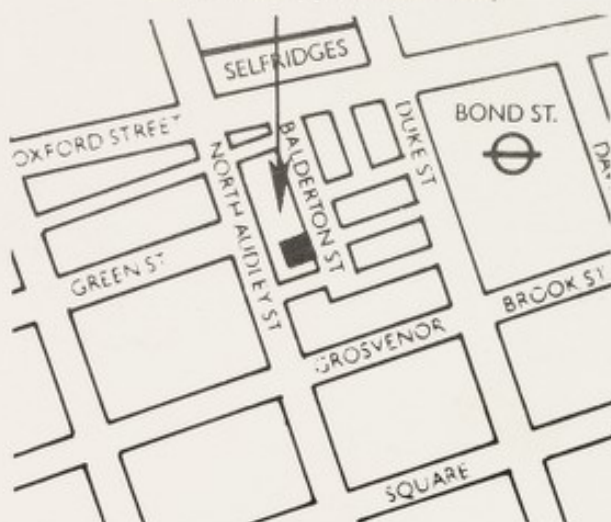 SELFRIDGES
OXFORD STREET
BOND ST.
DUKE ST
BALDERTON ST
NORTH AUDLEY ST
GREEN ST
BROOK ST
GROSVENOR
SQUARE